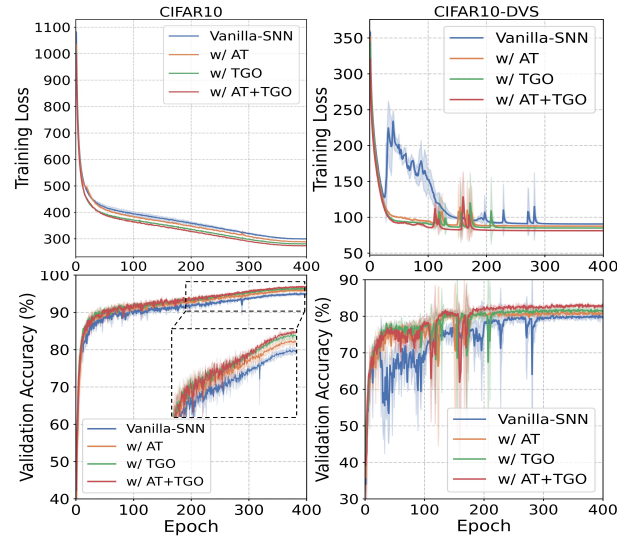 CIFAR10
CIFAR10-DVS
Training Loss
1100
1000
900
800
700
600
500
400
300
0 100 200 300 400
Vanilla-SNN
w/ AT
w/ TGO
w/ AT+TGO
Training Loss
350
300
250
200
150
100
50
0 100 200 300 400
Vanilla-SNN
w/ AT
w/ TGO
w/ AT+TGO
Validation Accuracy (%)
100
90
80
70
60
50
40
0 100 200 300 400
Epoch
Vanilla-SNN
w/ AT
w/ TGO
w/ AT+TGO
Validation Accuracy (%)
90
80
70
60
50
40
30
0 100 200 300 400
Epoch
Vanilla-SNN
w/ AT
w/ TGO
w/ AT+TGO